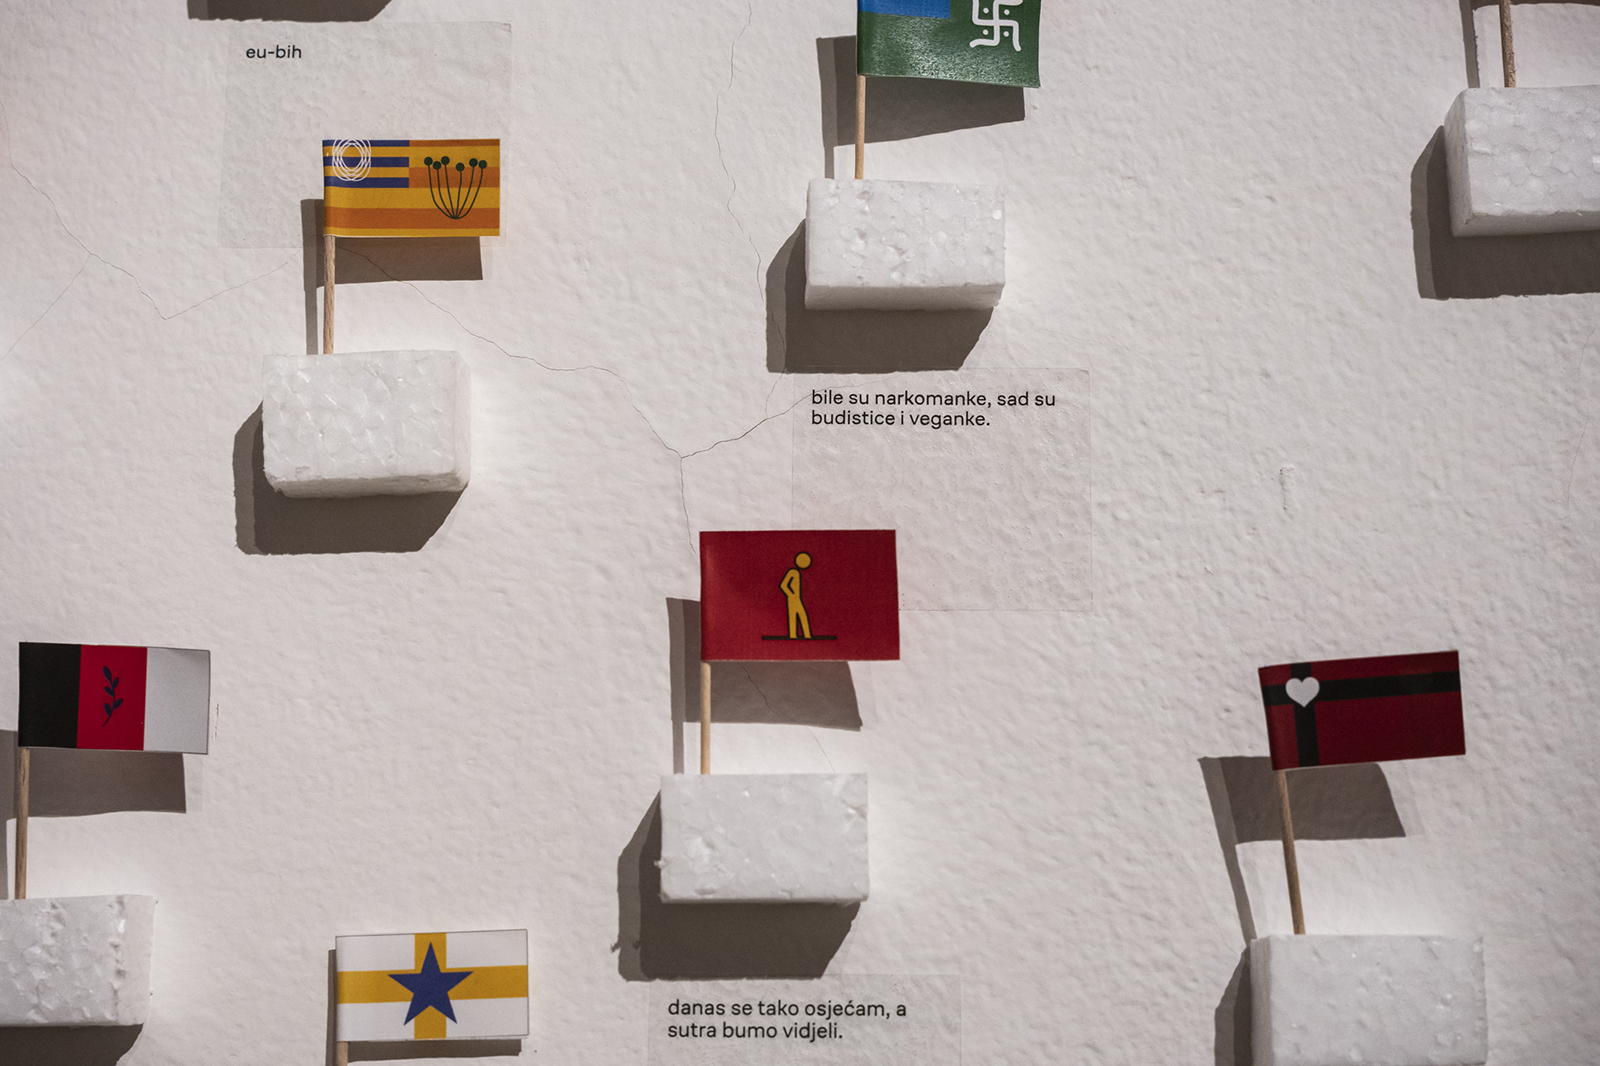 eu-bih
bile su narkomanke, sad su
budistice i veganke.
danas se tako osjećam, a
sutra bumo vidjeli.